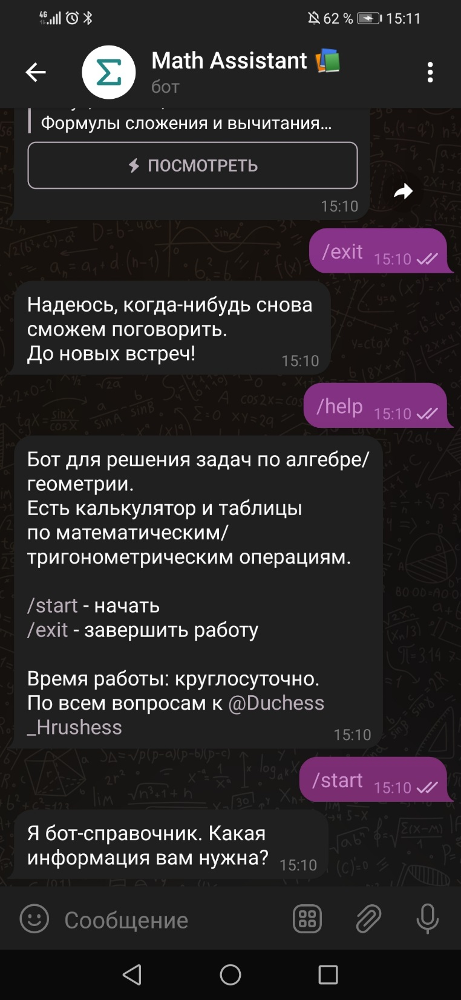 4G
62 %
15:11
Math Assistant
бот
Формулы сложения и вычитания...
ПОСМОТРЕТЬ
15:10
/exit 15:10
Надеюсь, когда-нибудь снова
сможем поговорить.
До новых встреч! 15:10
/help 15:10
Бот для решения задач по алгебре/
геометрии.
Есть калькулятор и таблицы
по математическим/
тригонометрическим операциям.
/start - начать
/exit - завершить работу
Время работы: круглосуточно.
По всем вопросам к @Duchess
_Hrushess 15:10
/start 15:10
Я бот-справочник. Какая
информация вам нужна? 15:10
Сообщение